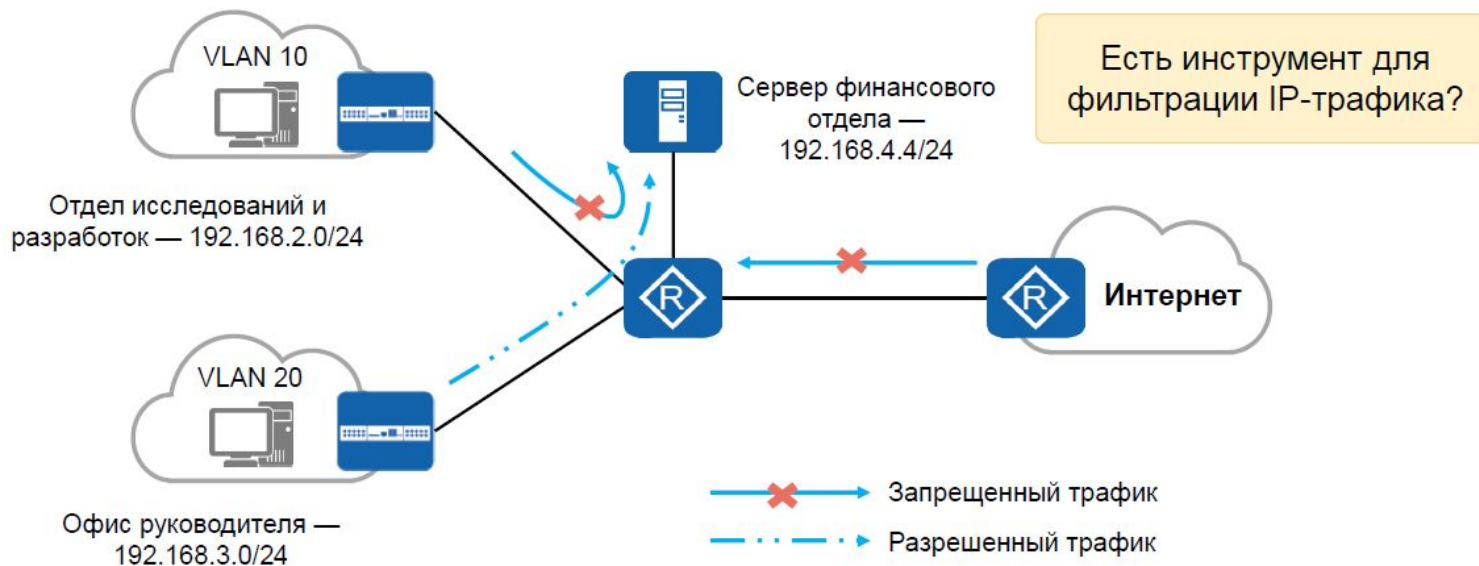 VLAN 10
Отдел исследований и
разработок — 192.168.2.0/24
Сервер финансового
отдела —
192.168.4.4/24
Есть инструмент для
фильтрации IP-трафика?
R
R
Интернет
VLAN 20
Офис руководителя —
192.168.3.0/24
Запрещенный трафик
Разрешенный трафик